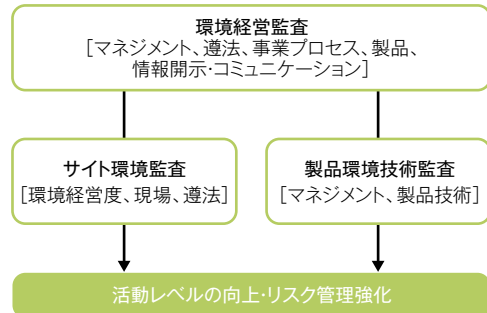 環境経営監査
[マネジメント、遵法、事業プロセス、製品、
情報開示・コミュニケーション]
サイト環境監査
[環境経営度、現場、遵法]
製品環境技術監査
[マネジメント、製品技術]
活動レベルの向上・リスク管理強化